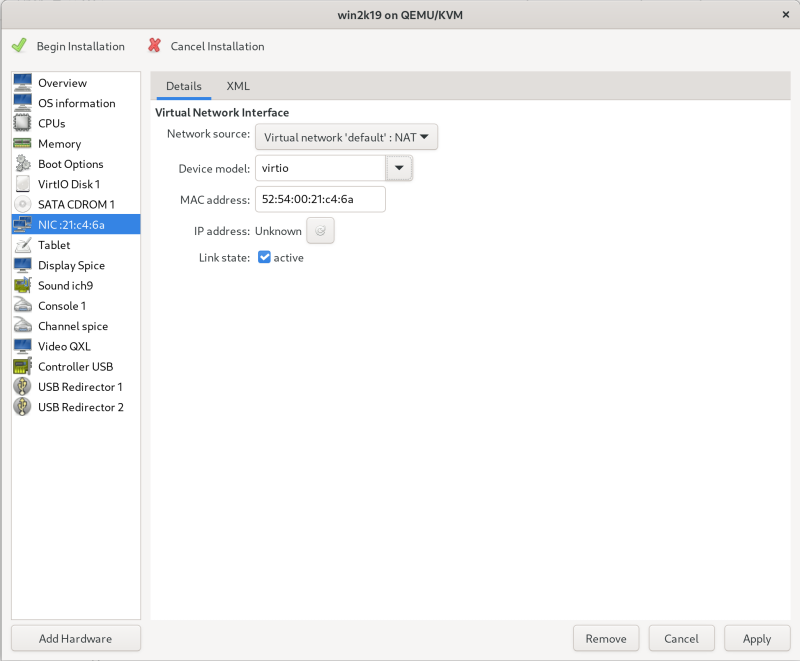 win2k19 on QEMU/KVM
Begin Installation
Cancel Installation
Overview
OS information
CPUs
Memory
Boot Options
VirtIO Disk 1
SATA CDROM 1
NIC :21:c4:6a
Tablet
Display Spice
Sound ich9
Console 1
Channel spice
Video QXL
Controller USB
USB Redirector 1
USB Redirector 2
Add Hardware
Details
XML
Virtual Network Interface
Network source: Virtual network 'default' : NAT
Device model: virtio
MAC address: 52:54:00:21:c4:6a
IP address: Unknown
Link state: active
Remove
Cancel
Apply